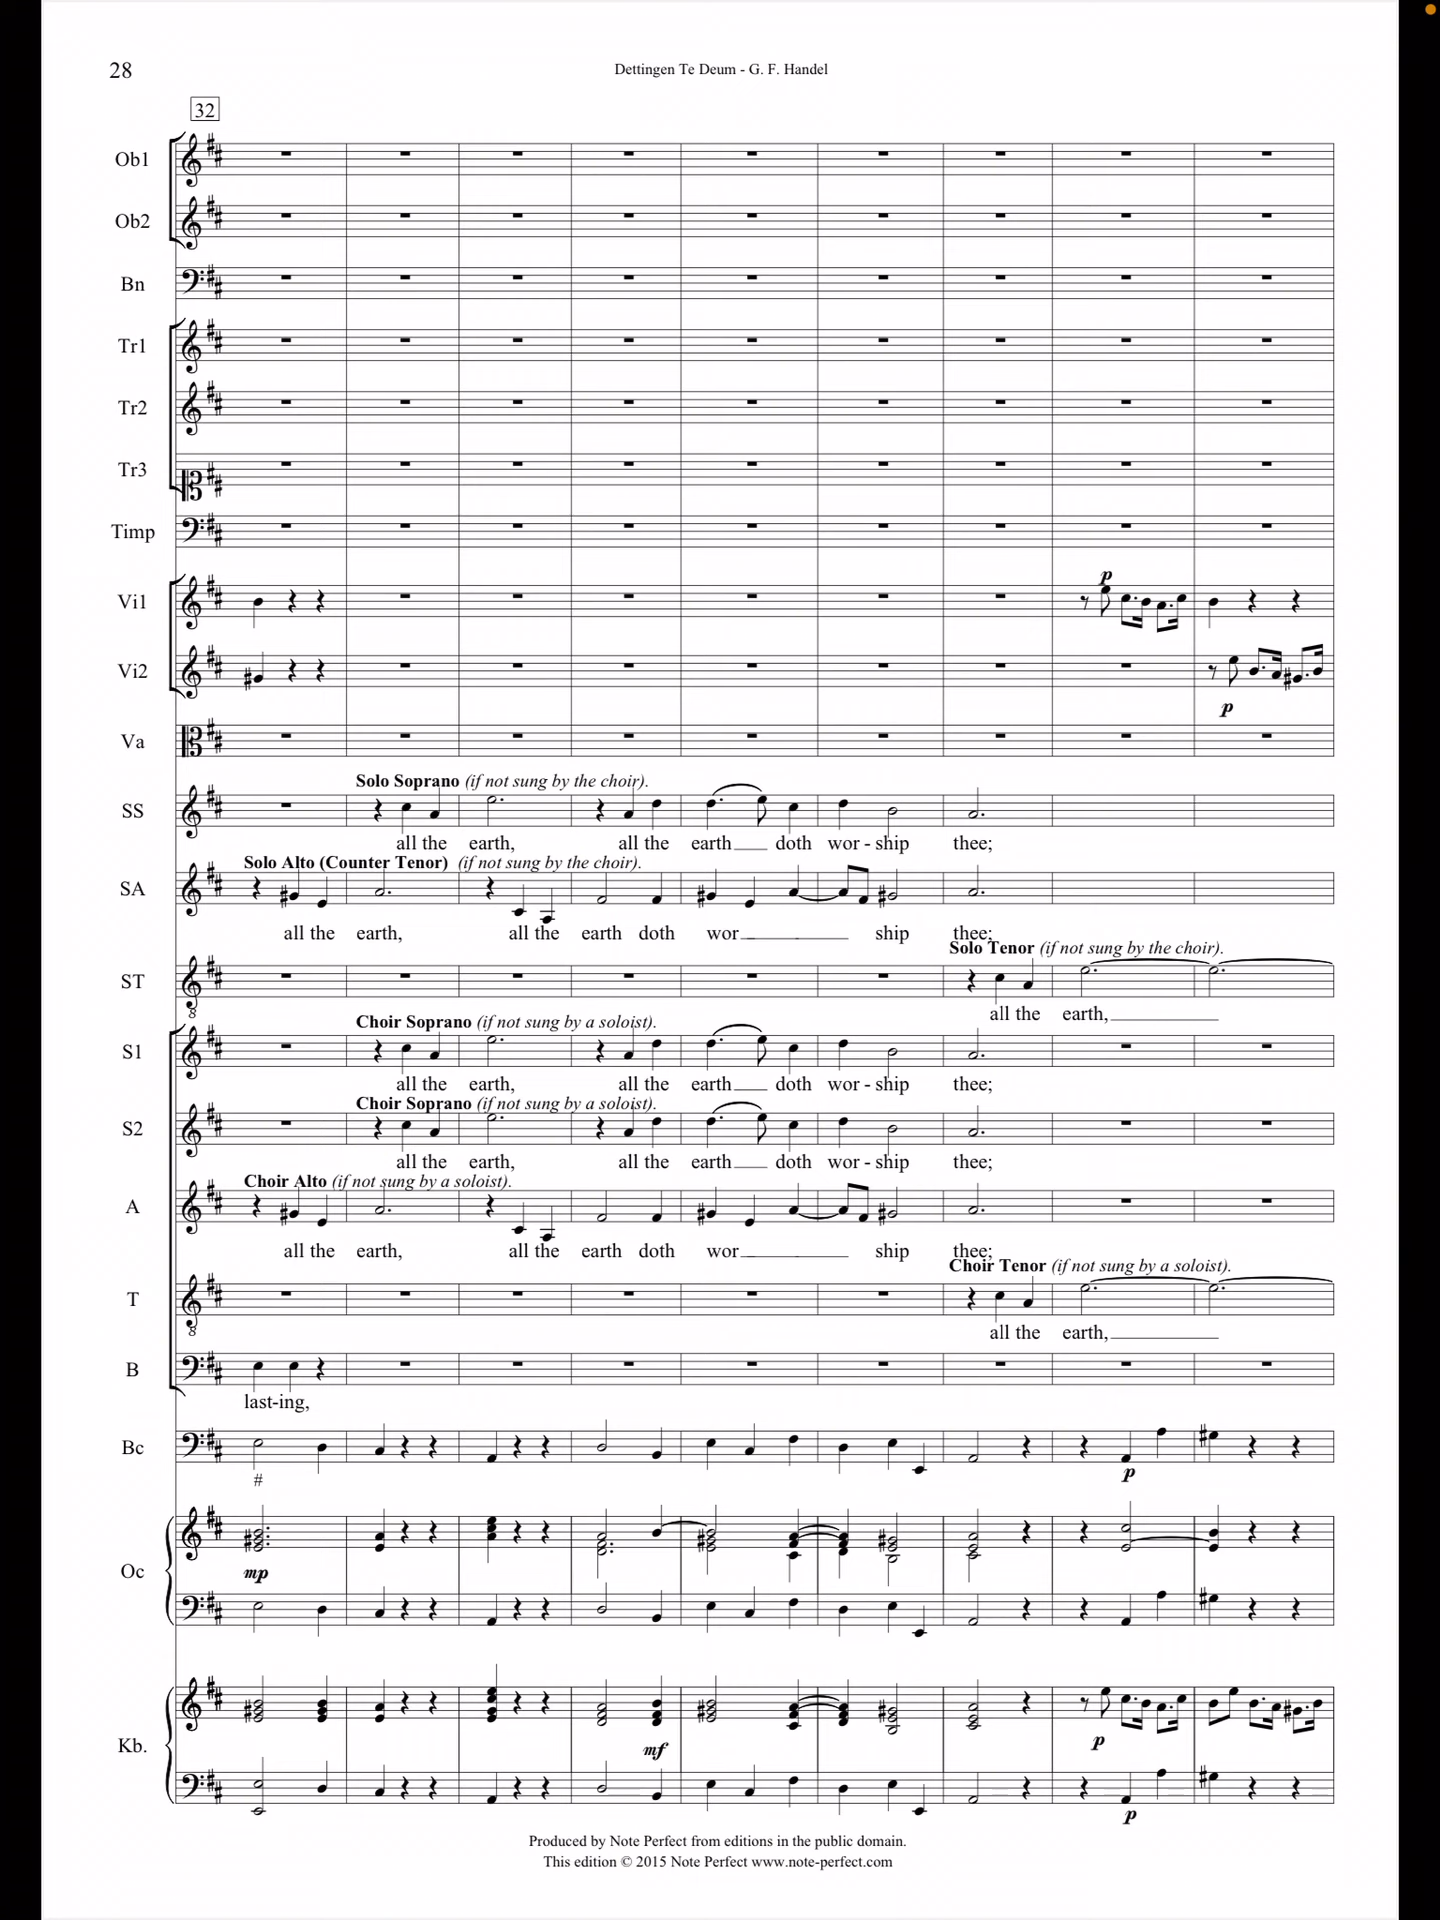 28
Dettingen Te Deum - G. F. Handel
32
Ob1
Ob2
Bn
Tr1
Tr2
Tr3
Timp
p
Vi1
Vi2
p
Va
Solo Soprano (if not sung by the choir).
SS
all the earth, all the earth doth wor - ship thee;
Solo Alto (Counter Tenor) (if not sung by the choir).
SA
all the earth, all the earth doth wor ship thee;
Solo Tenor (if not sung by the choir).
ST
8
all the earth,
Choir Soprano (if not sung by a soloist).
S1
all the earth, all the earth doth wor - ship thee;
Choir Soprano (if not sung by a soloist).
S2
all the earth, all the earth doth wor - ship thee;
Choir Alto (if not sung by a soloist).
A
all the earth, all the earth doth wor ship thee;
Choir Tenor (if not sung by a soloist).
T
8
all the earth,
B
last-ing,
Bc
p
#
Oc
mp
Kb.
p
mf
p
Produced by Note Perfect from editions in the public domain.
This edition © 2015 Note Perfect www.note-perfect.com